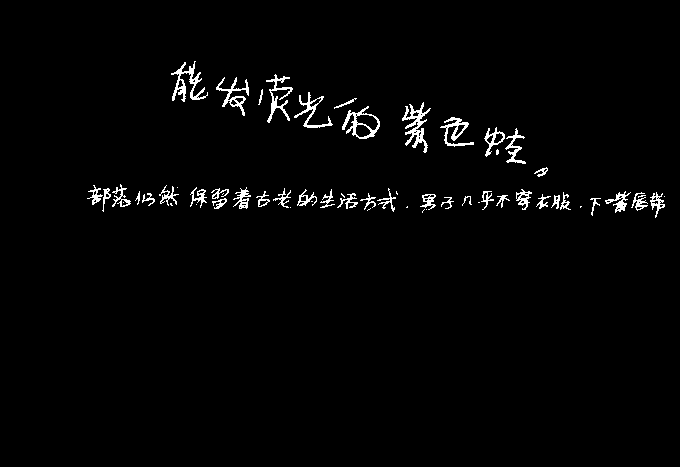 能发荧光的紫色蛙。
部落仍然保留着古老的生活方式.男子几乎不穿衣服.下嘴唇带